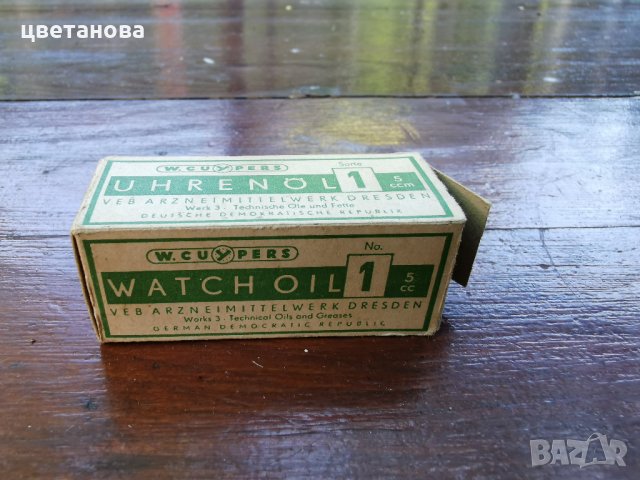 цветанова
W. CUYPERS
Sorte
UHRENÖL 1 5 ccm
VEB ARZNEIMITTELWERK DRESDEN
Werk 3 · Technische Öle und Fette
DEUTSCHE DEMOKRATISCHE REPUBLIK
W. CUYPERS
No.
WATCH OIL 1 5 cc
VEB ARZNEIMITTELWERK DRESDEN
Works 3 · Technical Oils and Greases
GERMAN DEMOCRATIC REPUBLIC
BAZAR